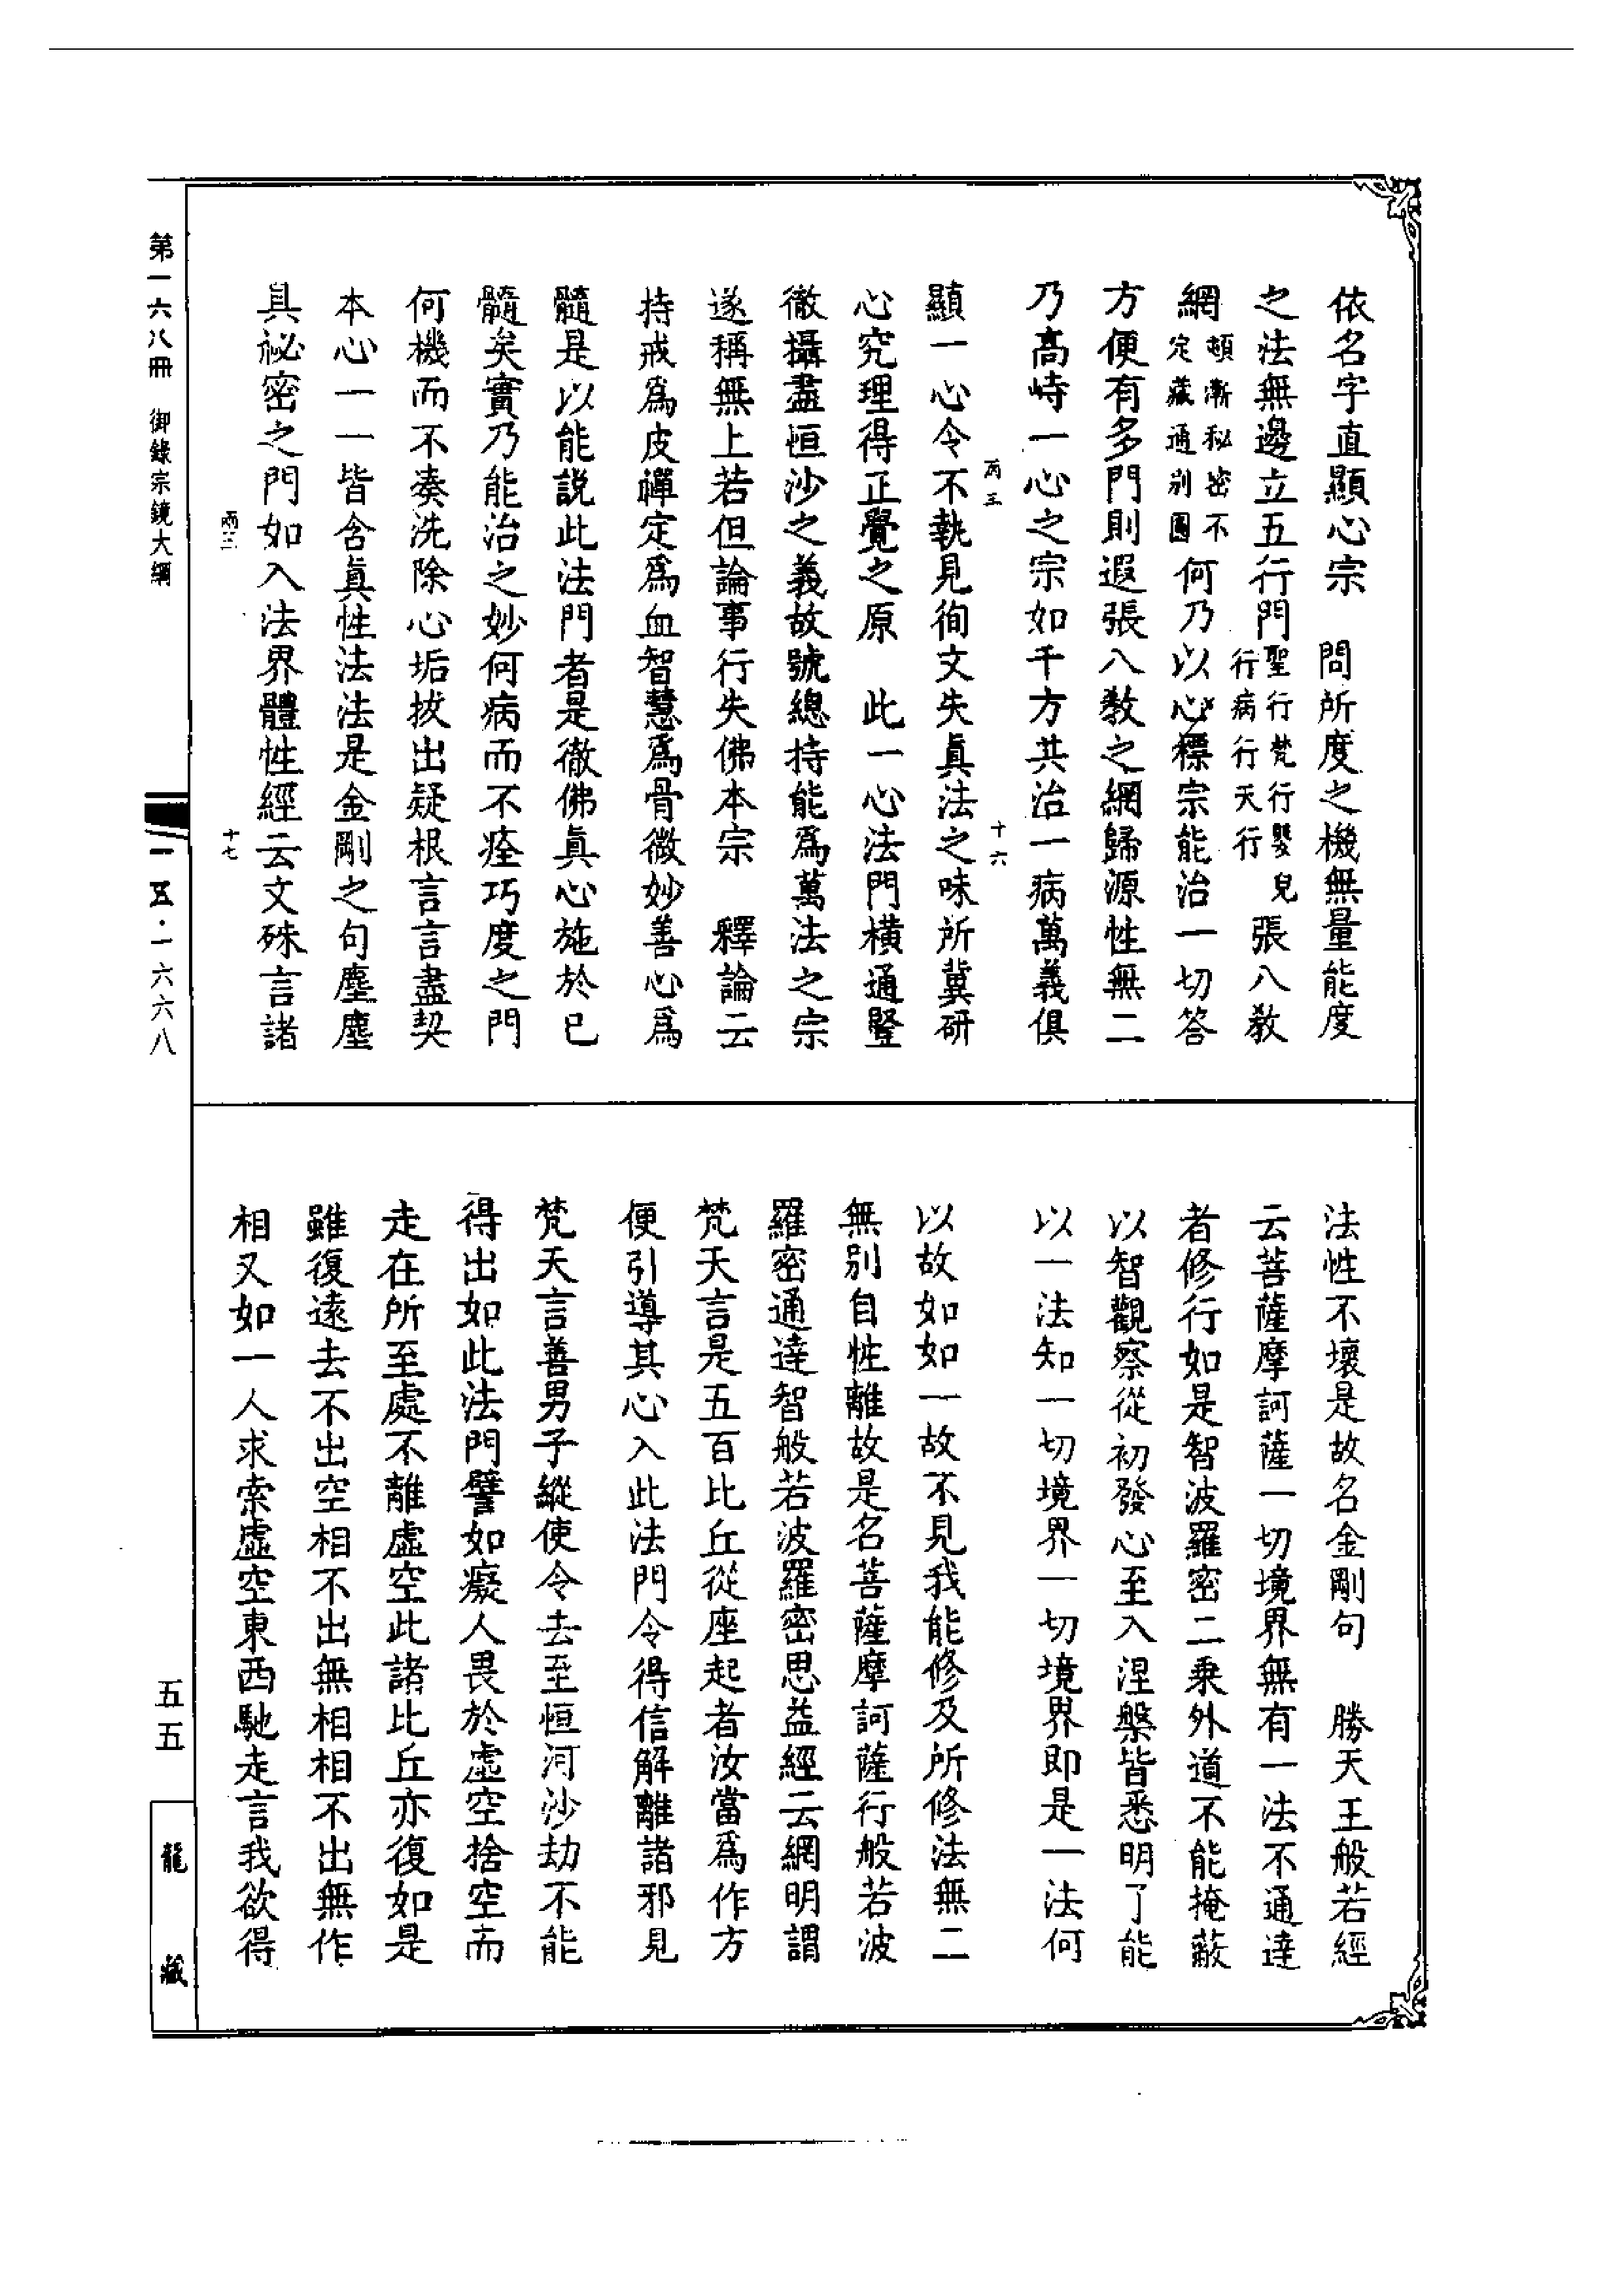 依名字直顯心宗　問所度之機無量能度
之法無邊立五行門聖行梵行嬰兒行病行天行張八教
網頓漸秘密不定藏通別圓何乃以心標宗能治一切答
方便有多門則遐張八教之網歸源性無二
乃高峙一心之宗如千方共治一病萬義俱
兩三　十六
顯一心令不執見徇文失眞法之味所冀研
心究理得正覺之原　此一心法門橫通豎
徹攝盡恒沙之義故號總持能爲萬法之宗
遂稱無上若但論事行失佛本宗　釋論云
持戒爲皮禪定爲血智慧爲骨微妙善心爲
髓是以能説此法門者是徹佛眞心施於已
髓矣實乃能治之妙何病而不痊巧度之門
何機而不湊洗除心垢拔出疑根言言盡契
本心一一皆含眞性法法是金剛之句塵塵
具祕密之門如入法界體性經云文殊言諸
兩三　十七
法性不壞是故名金剛句　勝天王般若經
云菩薩摩訶薩一切境界無有一法不通達
者修行如是智波羅密二乘外道不能掩蔽
以智觀察從初發心至入涅槃皆悉明了能
以一法知一切境界一切境界即是一法何
以故如如一故不見我能修及所修法無二
無別自性離故是名菩薩摩訶薩行般若波
羅密通達智般若波羅密思益經云網明謂
梵天言是五百比丘從座起者汝當爲作方
便引導其心入此法門令得信解離諸邪見
梵天言善男子縱使令去至恒河沙劫不能
得出如此法門譬如癡人畏於虛空捨空而
走在所至處不離虛空此諸比丘亦復如是
雖復遠去不出空相不出無相相不出無作
相又如一人求索虛空東西馳走言我欲得
第一六八冊　御錄宗鏡大綱
一五·一六六八
五五
龍藏